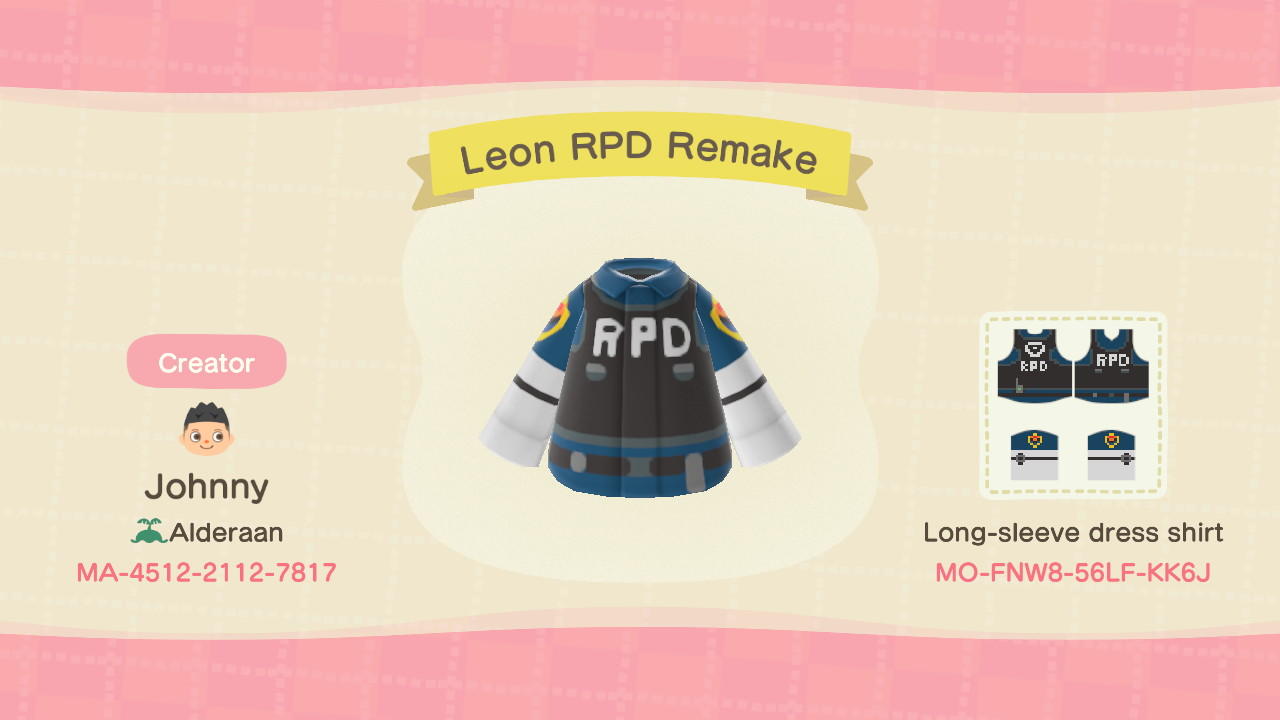 Leon RPD Remake
RPD
Creator
Johnny
Alderaan
MA-4512-2112-7817
RPD
RPD
Long-sleeve dress shirt
MO-FNW8-56LF-KK6J